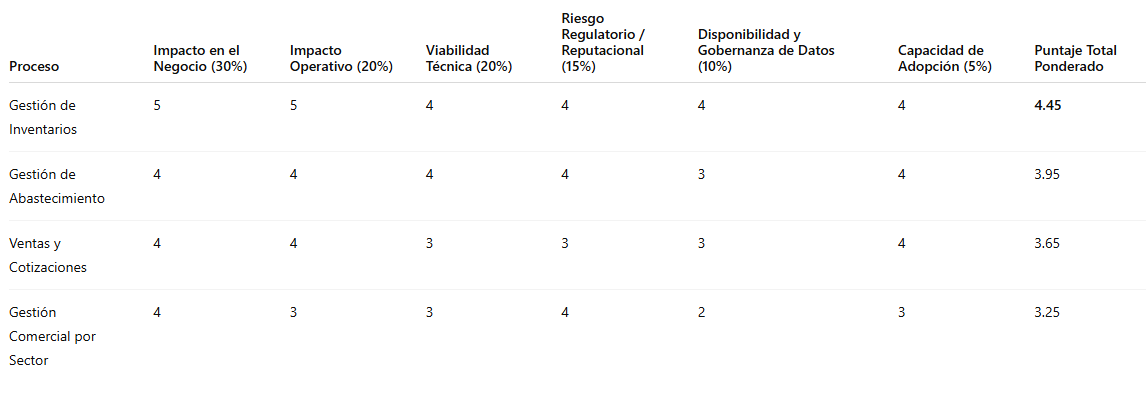 Proceso Impacto en el Negocio (30%) Impacto Operativo (20%) Viabilidad Técnica (20%) Riesgo Regulatorio / Reputacional (15%) Disponibilidad y Gobernanza de Datos (10%) Capacidad de Adopción (5%) Puntaje Total Ponderado
Gestión de Inventarios 5 5 4 4 4 4 4.45
Gestión de Abastecimiento 4 4 4 4 3 4 3.95
Ventas y Cotizaciones 4 4 3 3 3 4 3.65
Gestión Comercial por Sector 4 3 3 4 2 3 3.25